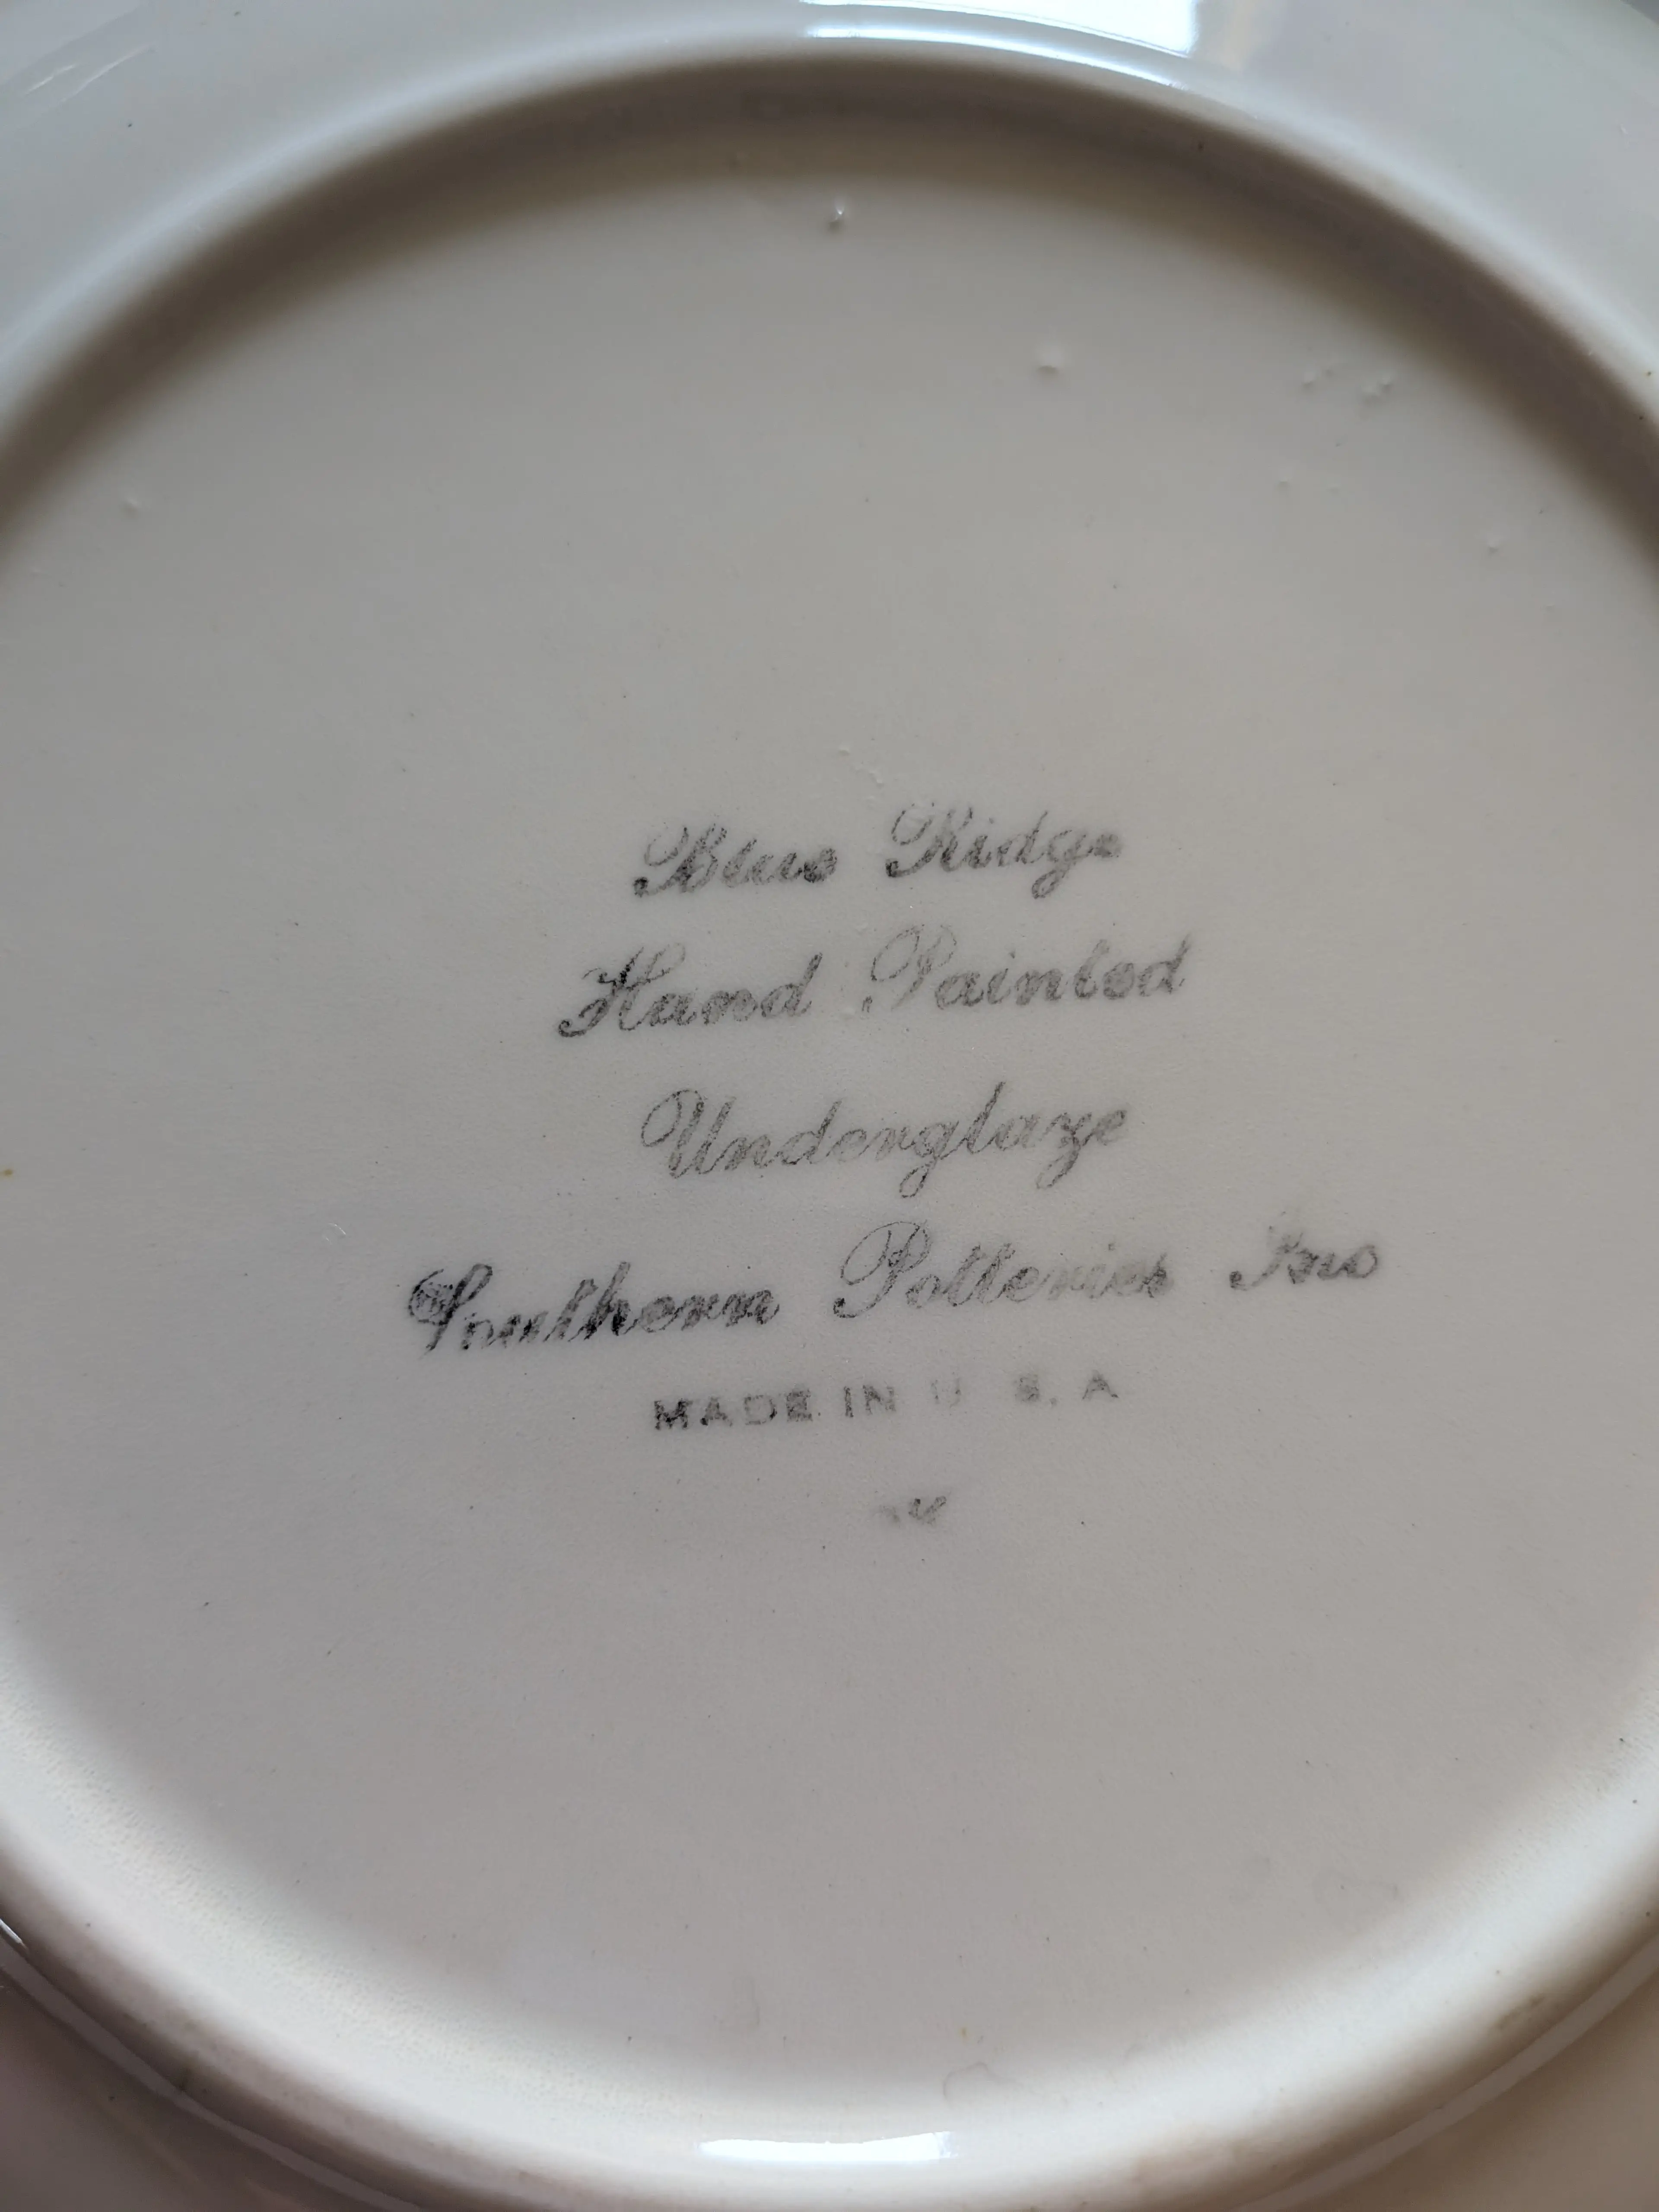 Blue Ridge
Hand Painted
Underglaze
Southern Potteries Inc
MADE IN U. S. A